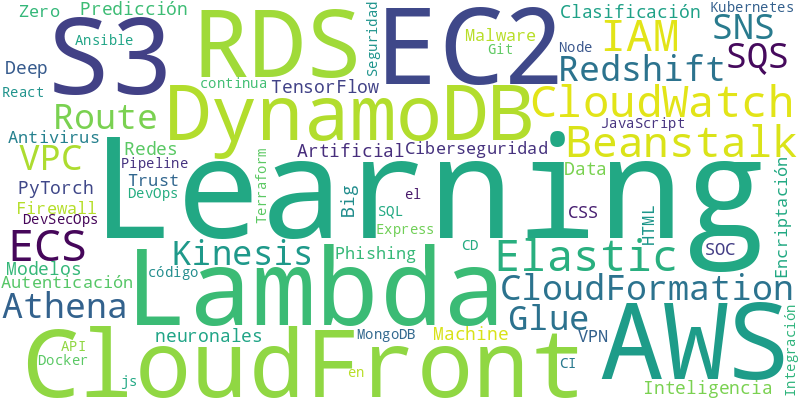 Zero
Predicción
S3
RDS
EC2
Seguridad
Clasificación
Kubernetes
Ansible
Malware
IAM
SNS
Git
Node
SQS
Deep
continua
TensorFlow
Redshift
React
DynamoDB
CloudWatch
Route
JavaScript
Antivirus
Beanstalk
Redes
Artificial
Ciberseguridad
VPC
Pipeline
Learning
Data
PyTorch
Trust
DevOps
Terraform
Big
el
Firewall
SQL
CSS
HTML
Encriptación
DevSecOps
Express
ECS
Kinesis
Phishing
CD
Elastic
SOC
Modelos
código
Lambda
Autenticación
CloudFormation
Athena
Glue
AWS
neuronales
MongoDB
Machine
VPN
Integración
API
CloudFront
Docker
CI
js
en
Inteligencia